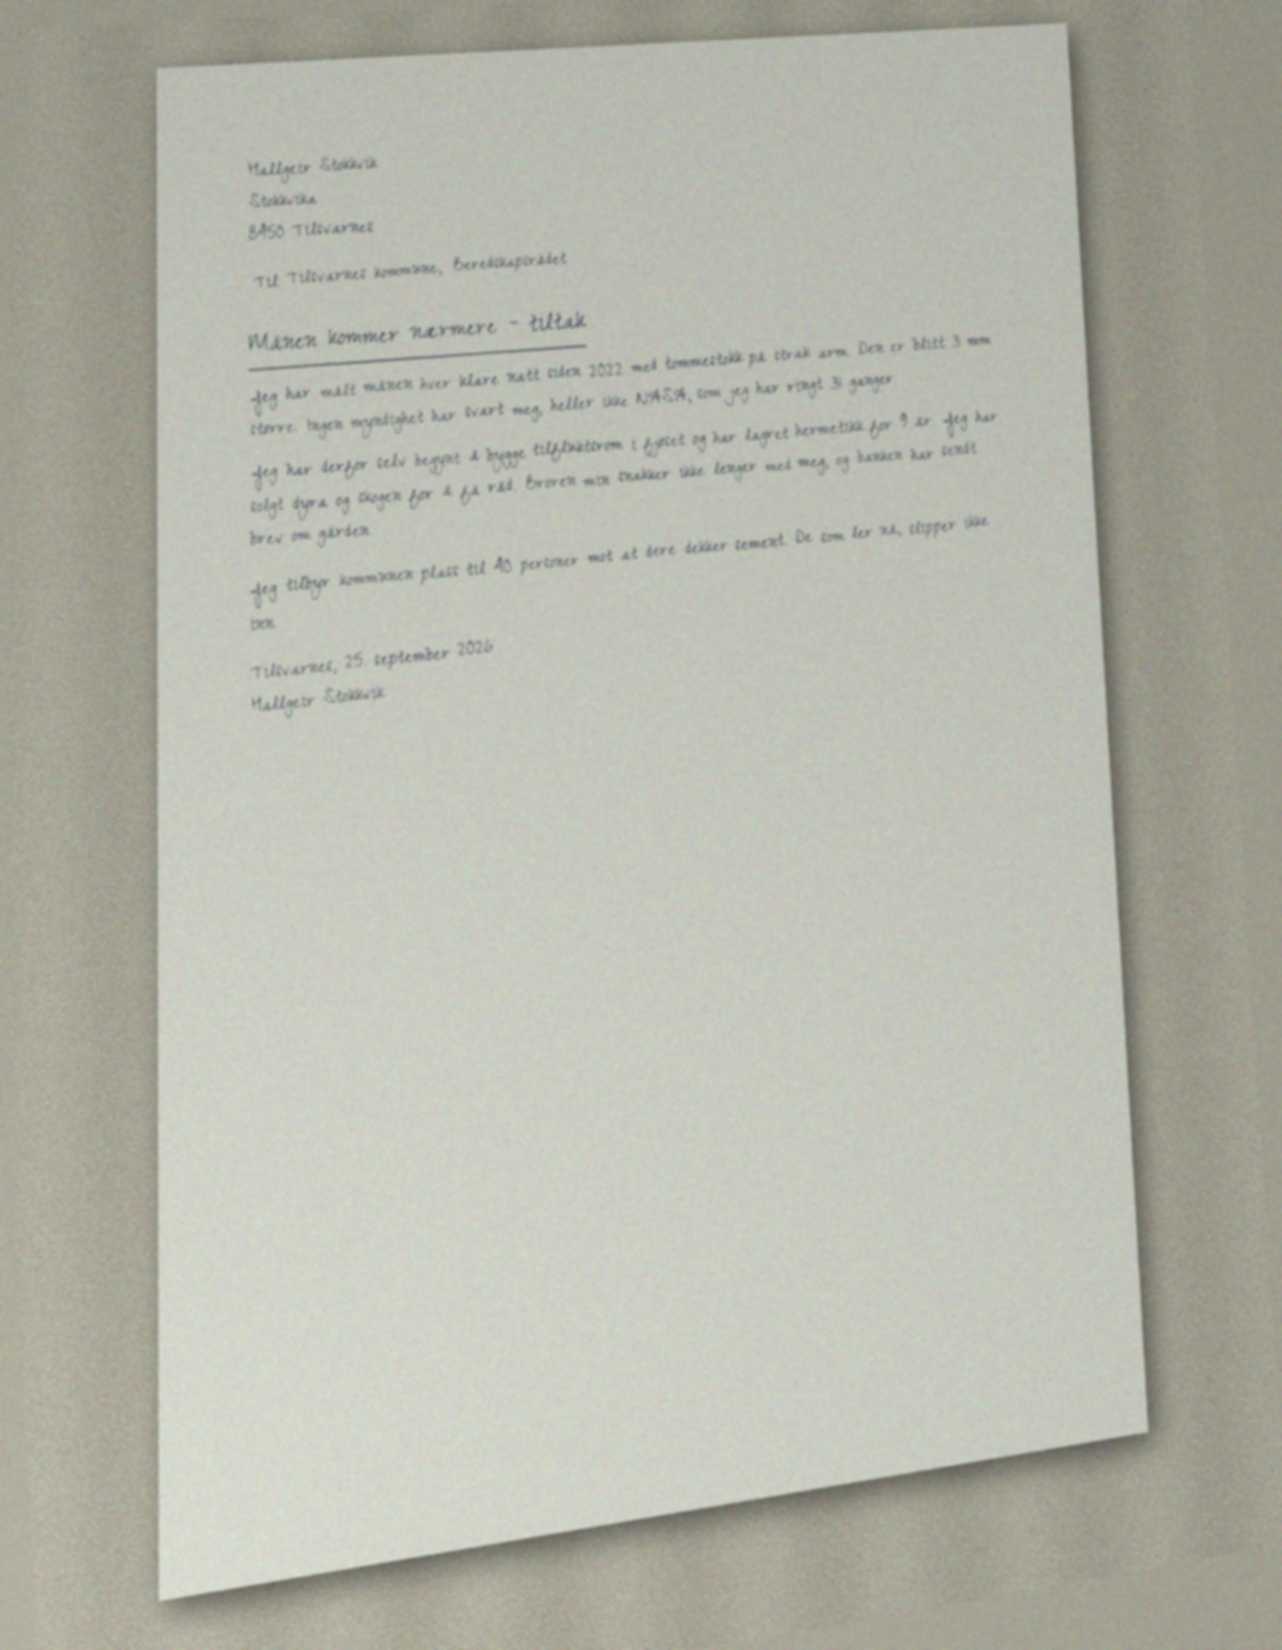 Hallgeir Stokkvik
Stokkvika
8450 Tilsvarnes
Til Tilsvarnes kommune, Beredskapsrådet
Månen kommer nærmere - tiltak
Jeg har målt månen hver klare natt siden 2022 med tommestokk på strak arm. Den er blitt 3 mm
større. Ingen myndighet har svart meg, heller ikke NASA, som jeg har ringt 31 ganger.
Jeg har derfor selv begynt å bygge tilfluktsrom i fjøset og har lagret hermetikk for 9 år. Jeg har
solgt dyra og skogen for å få råd. Broren min snakker ikke lenger med meg, og banken har sendt
brev om gården.
Jeg tilbyr kommunen plass til 40 personer mot at dere dekker sement. De som ler nå, slipper ikke
inn.
Tilsvarnes, 25. september 2026
Hallgeir Stokkvik